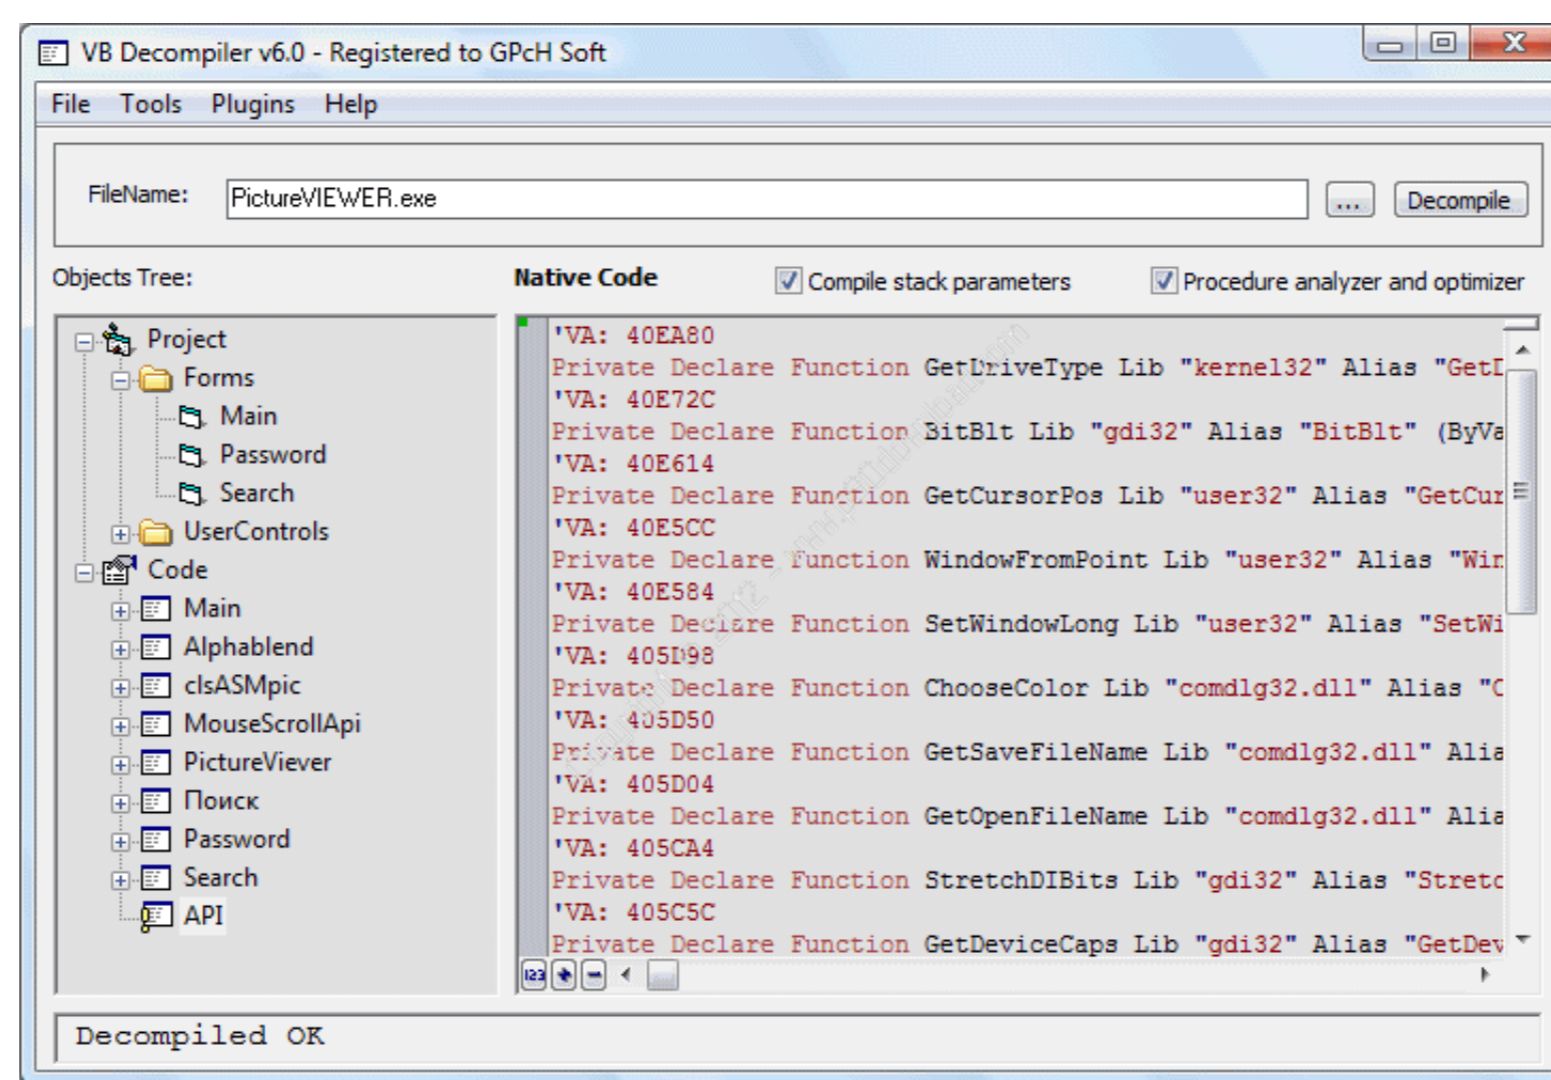 VB Decompiler v6.0 - Registered to GPcH Soft
File Tools Plugins Help
FileName: PictureVIEWER.exe ... Decompile
Objects Tree: Native Code Compile stack parameters Procedure analyzer and optimizer
Project
Forms
Main
Password
Search
UserControls
Code
Main
Alphablend
clsASMpic
MouseScrollApi
PictureViever
Поиск
Password
Search
API
'VA: 40EA80
Private Declare Function GetDriveType Lib "kernel32" Alias "GetD
'VA: 40E72C
Private Declare Function BitBlt Lib "gdi32" Alias "BitBlt" (ByVa
'VA: 40E614
Private Declare Function GetCursorPos Lib "user32" Alias "GetCur
'VA: 40E5CC
Private Declare Function WindowFromPoint Lib "user32" Alias "Win
'VA: 40E584
Private Declare Function SetWindowLong Lib "user32" Alias "SetWi
'VA: 405D98
Private Declare Function ChooseColor Lib "comdlg32.dll" Alias "C
'VA: 405D50
Private Declare Function GetSaveFileName Lib "comdlg32.dll" Alia
'VA: 405D04
Private Declare Function GetOpenFileName Lib "comdlg32.dll" Alia
'VA: 405CA4
Private Declare Function StretchDIBits Lib "gdi32" Alias "Stretc
'VA: 405C5C
Private Declare Function GetDeviceCaps Lib "gdi32" Alias "GetDev
123
Decompiled OK